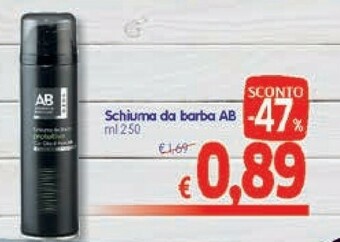 AB
Schiuma da barba AB
ml 250
SCONTO
-47%
€1,69
€0,89